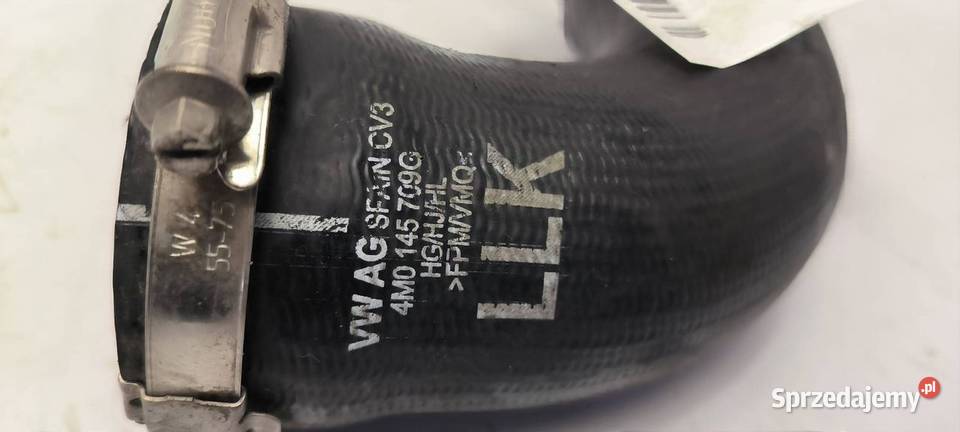 VW AG SPAIN CV3
4M0 145 709G
HG/HJ/HL
>FPM/VMQ<
LLK
W4
55-75
Sprzedajemy.pl